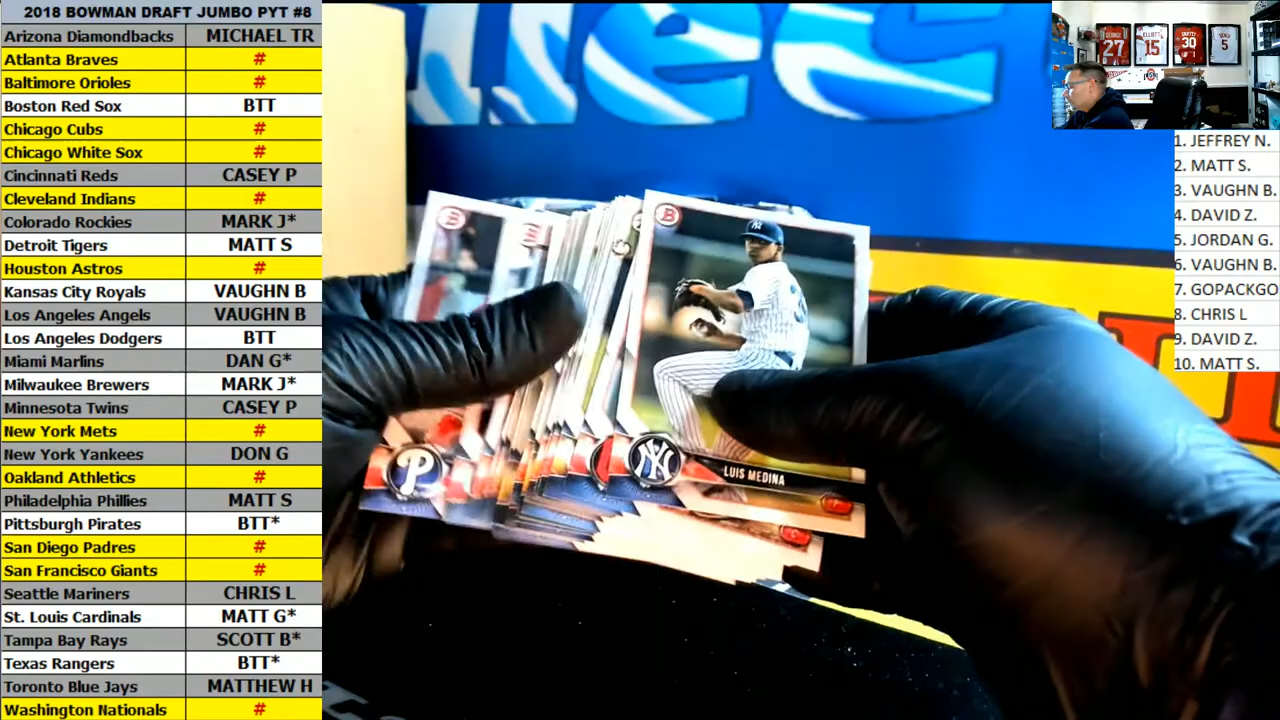 2018 BOWMAN DRAFT JUMBO PYT #8
Arizona Diamondbacks MICHAEL TR
Atlanta Braves #
Baltimore Orioles #
Boston Red Sox BTT
Chicago Cubs #
Chicago White Sox #
Cincinnati Reds CASEY P
Cleveland Indians #
Colorado Rockies MARK J*
Detroit Tigers MATT S
Houston Astros #
Kansas City Royals VAUGHN B
Los Angeles Angels VAUGHN B
Los Angeles Dodgers BTT
Miami Marlins DAN G*
Milwaukee Brewers MARK J*
Minnesota Twins CASEY P
New York Mets #
New York Yankees DON G
Oakland Athletics #
Philadelphia Phillies MATT S
Pittsburgh Pirates BTT*
San Diego Padres #
San Francisco Giants #
Seattle Mariners CHRIS L
St. Louis Cardinals MATT G*
Tampa Bay Rays SCOTT B*
Texas Rangers BTT*
Toronto Blue Jays MATTHEW H
Washington Nationals #
B
B
P
NY
LUIS MEDINA
27
ELLIOTT
15
30
5
1. JEFFREY N.
2. MATT S.
3. VAUGHN B.
4. DAVID Z.
5. JORDAN G.
6. VAUGHN B.
7. GOPACKGO
8. CHRIS L
9. DAVID Z.
10. MATT S.